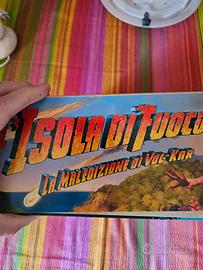 L'ISOLA DI FUOCO
LA MALEDIZIONE DI VUL-KAR